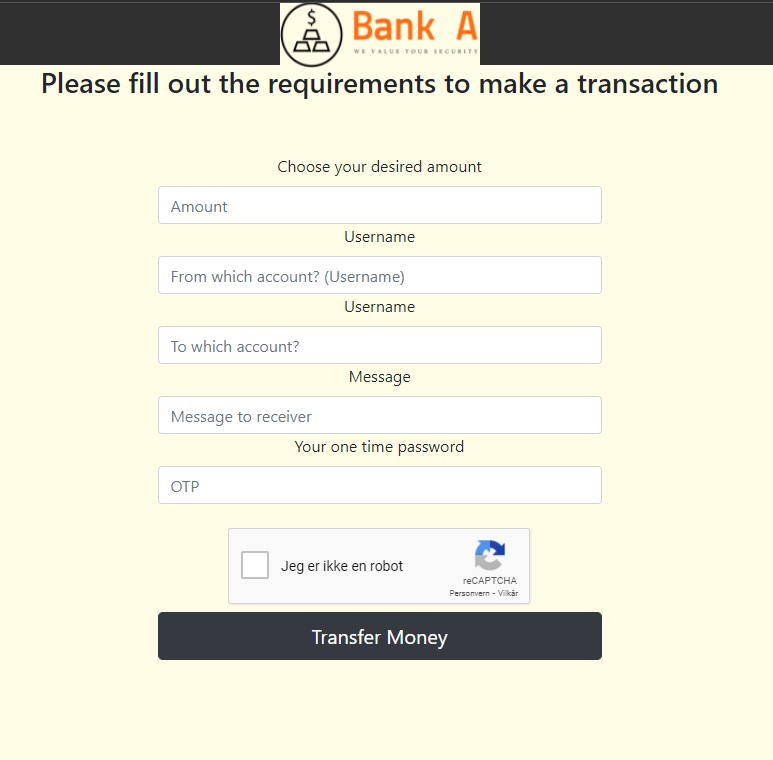 $
Bank A
WE VALUE YOUR SECURITY
Please fill out the requirements to make a transaction
Choose your desired amount
Amount
Username
From which account? (Username)
Username
To which account?
Message
Message to receiver
Your one time password
OTP
Jeg er ikke en robot
reCAPTCHA
Personvern - Vilkår
Transfer Money